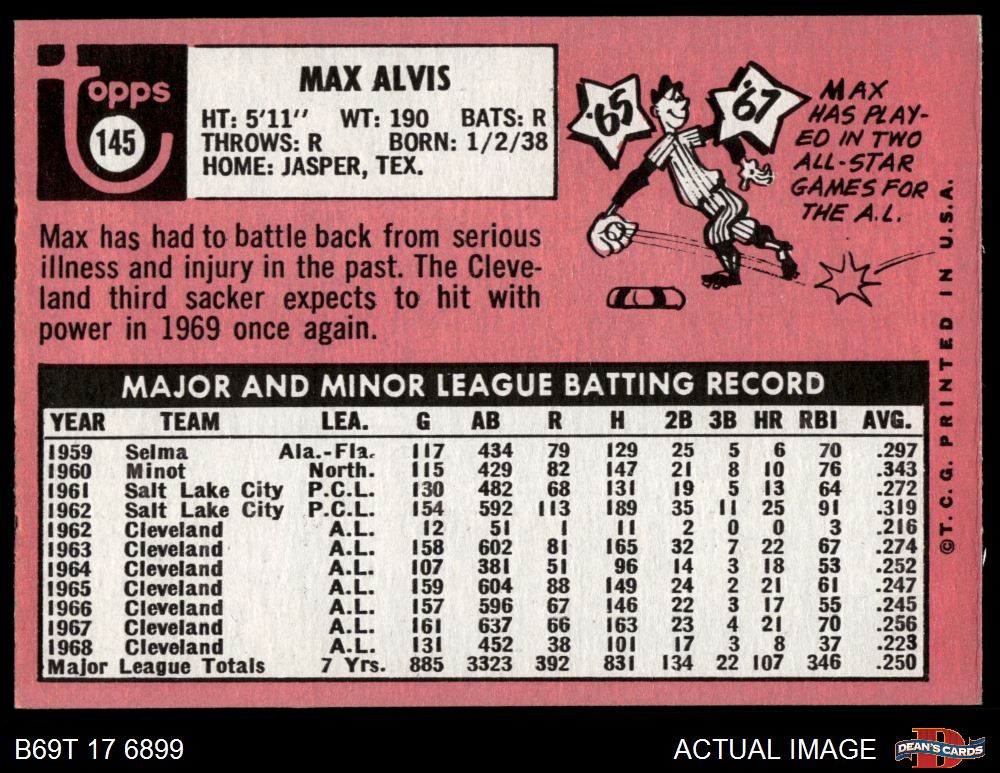 topps
145
MAX ALVIS
HT: 5'11" WT: 190 BATS: R
THROWS: R BORN: 1/2/38
HOME: JASPER, TEX.
'65
'67
MAX
HAS PLAY-
ED IN TWO
ALL-STAR
GAMES FOR
THE A.L.
Max has had to battle back from serious
illness and injury in the past. The Cleve-
land third sacker expects to hit with
power in 1969 once again.
MAJOR AND MINOR LEAGUE BATTING RECORD
YEAR TEAM LEA. G AB R H 2B 3B HR RBI AVG.
1959 Selma Ala.-Fla. 117 434 79 129 25 5 6 70 .297
1960 Minot North. 115 429 82 147 21 8 10 76 .343
1961 Salt Lake City P.C.L. 130 482 68 131 19 5 13 64 .272
1962 Salt Lake City P.C.L. 154 592 113 189 35 11 25 91 .319
1962 Cleveland A.L. 12 51 1 11 2 0 0 3 .216
1963 Cleveland A.L. 158 602 81 165 32 7 22 67 .274
1964 Cleveland A.L. 107 381 51 96 14 3 18 53 .252
1965 Cleveland A.L. 159 604 88 149 24 2 21 61 .247
1966 Cleveland A.L. 157 596 67 146 22 3 17 55 .245
1967 Cleveland A.L. 161 637 66 163 23 4 21 70 .256
1968 Cleveland A.L. 131 452 38 101 17 3 8 37 .223
Major League Totals 7 Yrs. 885 3323 392 831 134 22 107 346 .250
©T.C.G. PRINTED IN U.S.A.
B69T 17 6899
ACTUAL IMAGE
D
DEAN'S CARDS